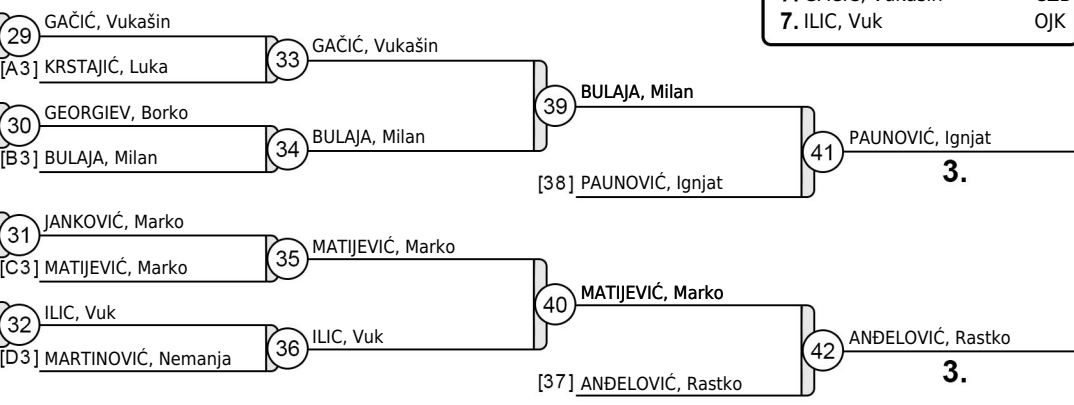 7. ILIC, Vuk OJK
29 GAČIĆ, Vukašin
[A3] KRSTAJIĆ, Luka
33 GAČIĆ, Vukašin
30 GEORGIEV, Borko
[B3] BULAJA, Milan
34 BULAJA, Milan
39 BULAJA, Milan
[38] PAUNOVIĆ, Ignjat
41 PAUNOVIĆ, Ignjat
3.
31 JANKOVIĆ, Marko
[C3] MATIJEVIĆ, Marko
35 MATIJEVIĆ, Marko
32 ILIC, Vuk
[D3] MARTINOVIĆ, Nemanja
36 ILIC, Vuk
40 MATIJEVIĆ, Marko
[37] ANĐELOVIĆ, Rastko
42 ANĐELOVIĆ, Rastko
3.